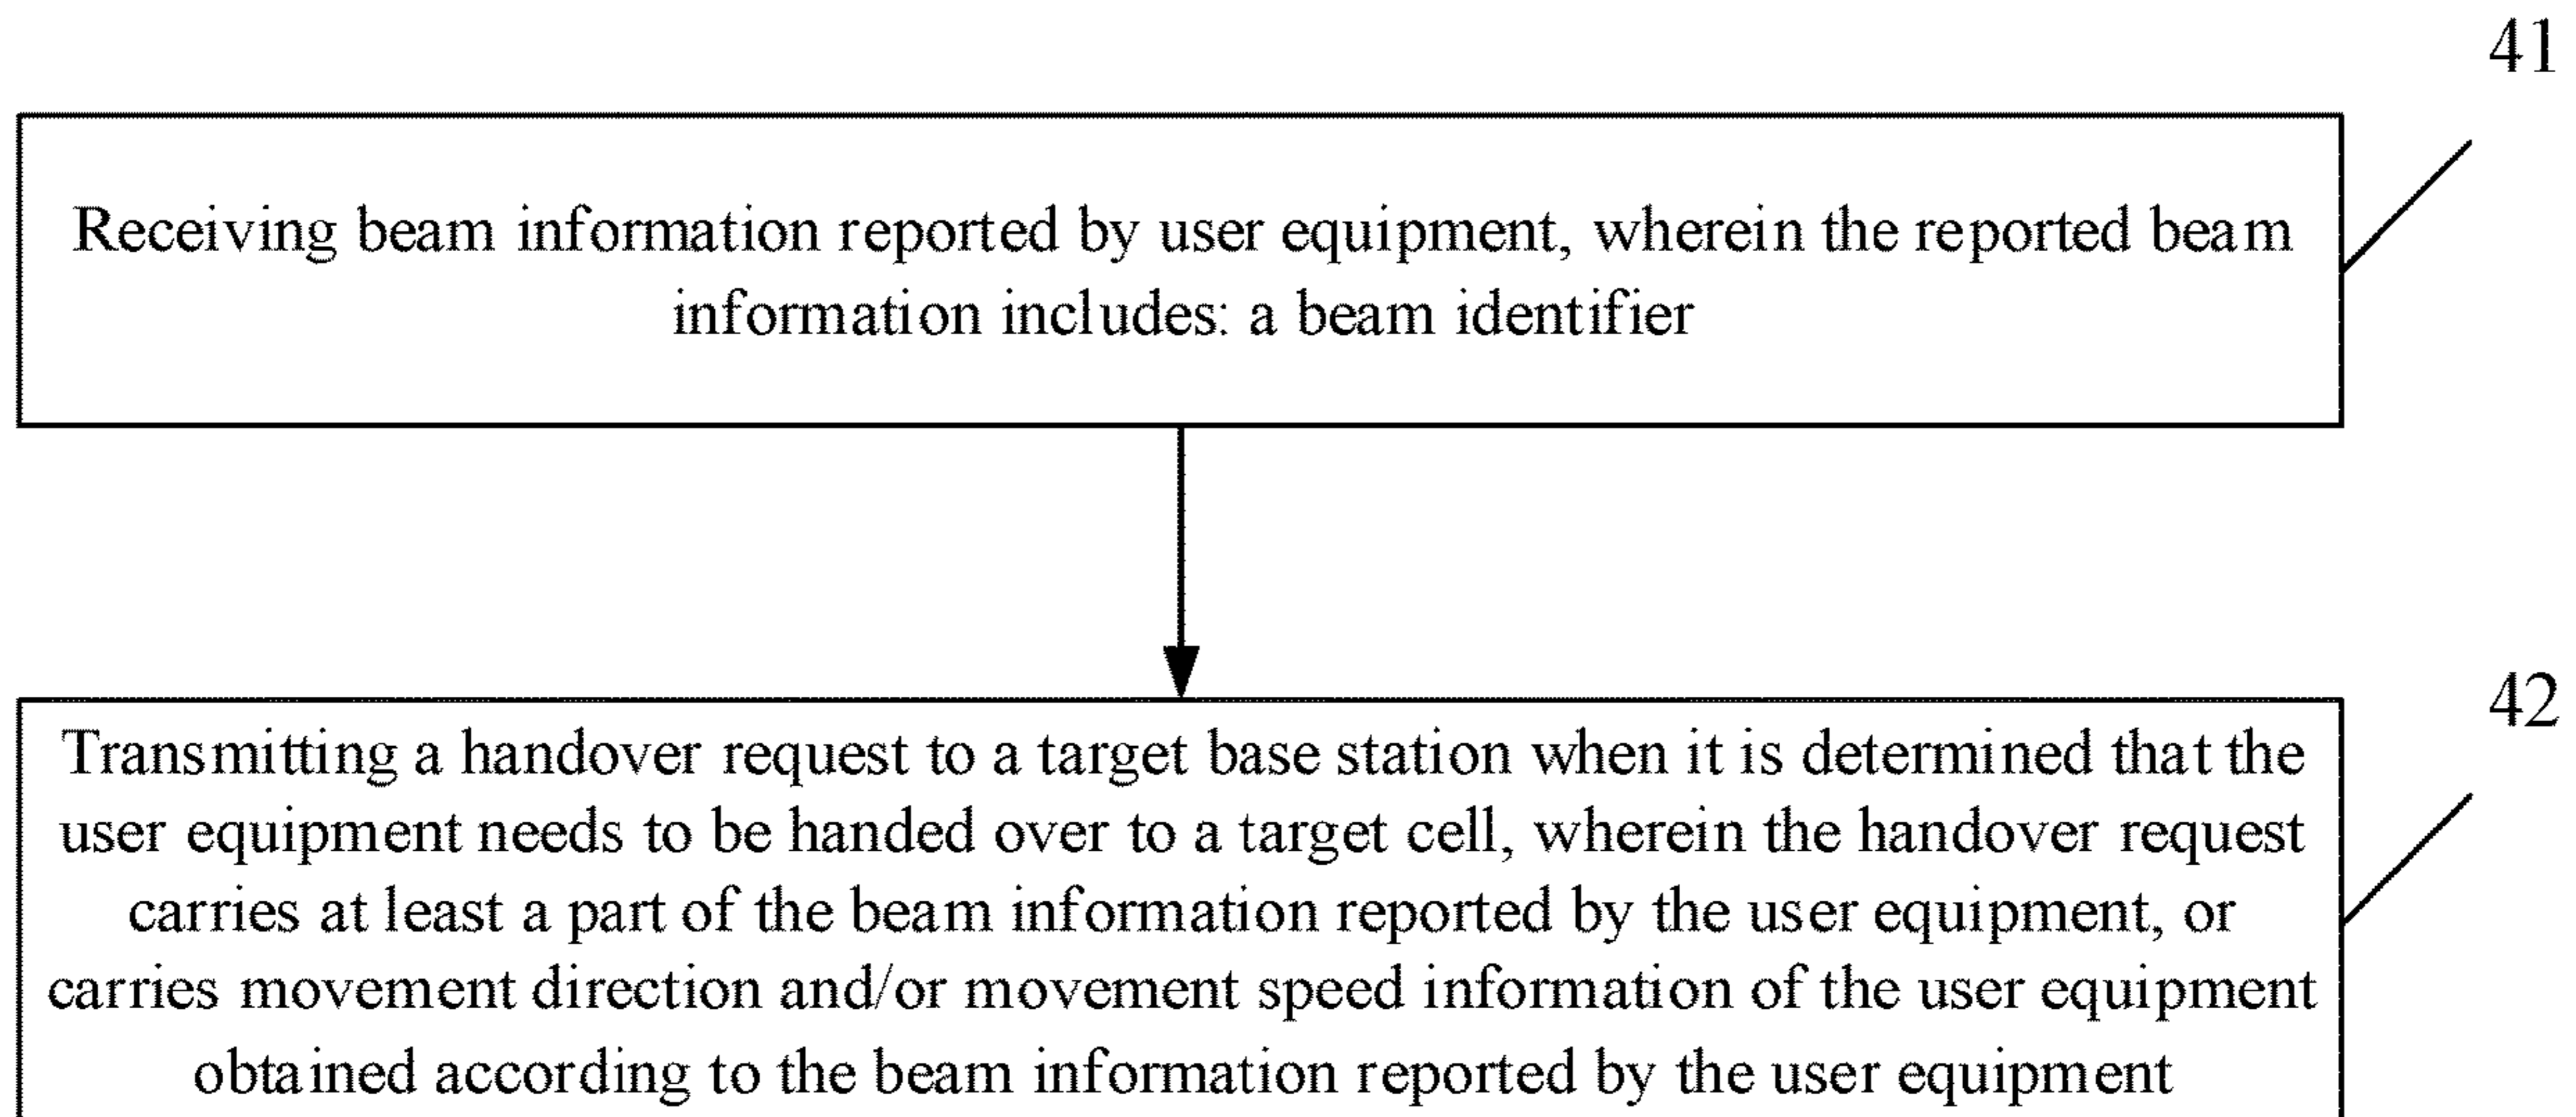 41
Receiving beam information reported by user equipment, wherein the reported beam
information includes: a beam identifier
42
Transmitting a handover request to a target base station when it is determined that the
user equipment needs to be handed over to a target cell, wherein the handover request
carries at least a part of the beam information reported by the user equipment, or
carries movement direction and/or movement speed information of the user equipment
obtained according to the beam information reported by the user equipment